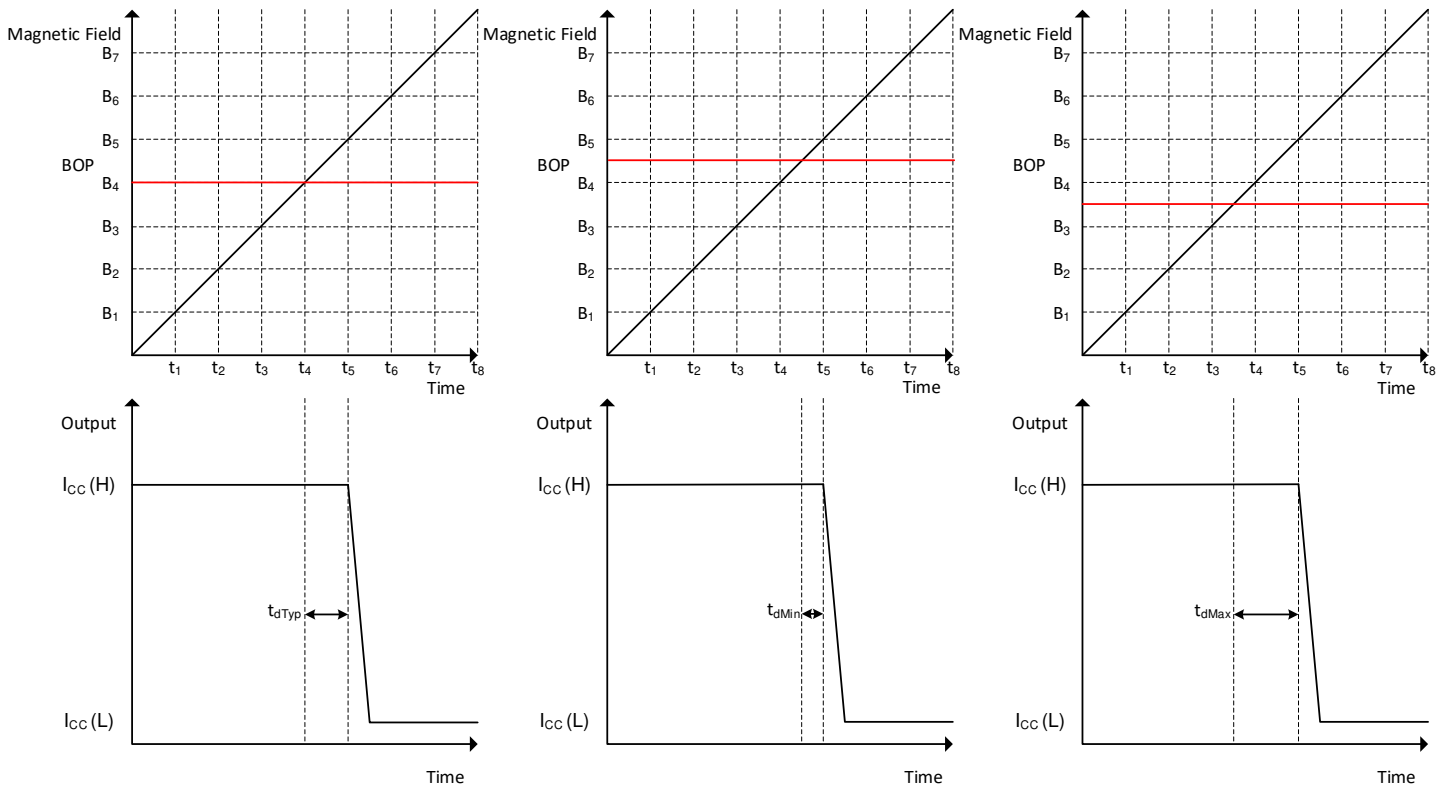 Magnetic Field
B7
B6
B5
BOP
B4
B3
B2
B1
t1 t2 t3 t4 t5 t6 t7 t8
Time
Magnetic Field
B7
B6
B5
BOP
B4
B3
B2
B1
t1 t2 t3 t4 t5 t6 t7 t8
Time
Magnetic Field
B7
B6
B5
BOP
B4
B3
B2
B1
t1 t2 t3 t4 t5 t6 t7 t8
Time
Output
ICC (H)
tdTyp
ICC (L)
Time
Output
ICC (H)
tdMin
ICC (L)
Time
Output
ICC (H)
tdMax
ICC (L)
Time